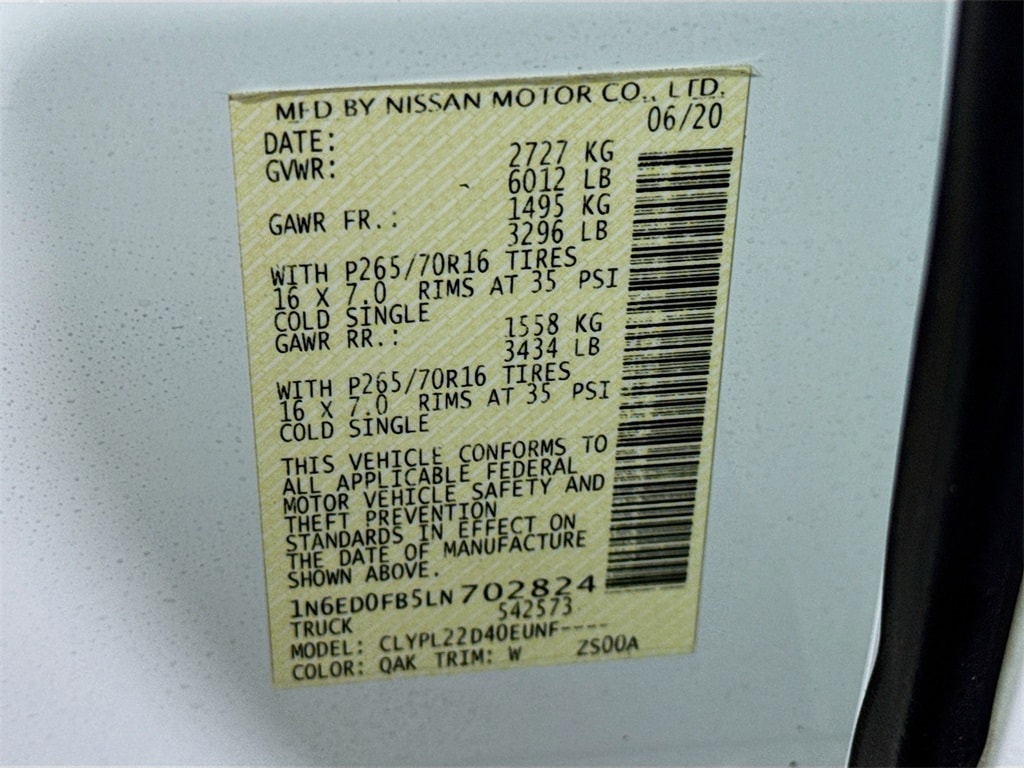 MFD BY NISSAN MOTOR CO., LTD.
DATE: 06/20
GVWR: 2727 KG
6012 LB
GAWR FR.: 1495 KG
3296 LB
WITH P265/70R16 TIRES
16 X 7.0 RIMS AT 35 PSI
COLD SINGLE
GAWR RR.: 1558 KG
3434 LB
WITH P265/70R16 TIRES
16 X 7.0 RIMS AT 35 PSI
COLD SINGLE
THIS VEHICLE CONFORMS TO
ALL APPLICABLE FEDERAL
MOTOR VEHICLE SAFETY AND
THEFT PREVENTION
STANDARDS IN EFFECT ON
THE DATE OF MANUFACTURE
SHOWN ABOVE.
1N6ED0FB5LN702824
TRUCK 542573
MODEL: CLYPL22D40EUNF----
COLOR: QAK TRIM: W ZS00A